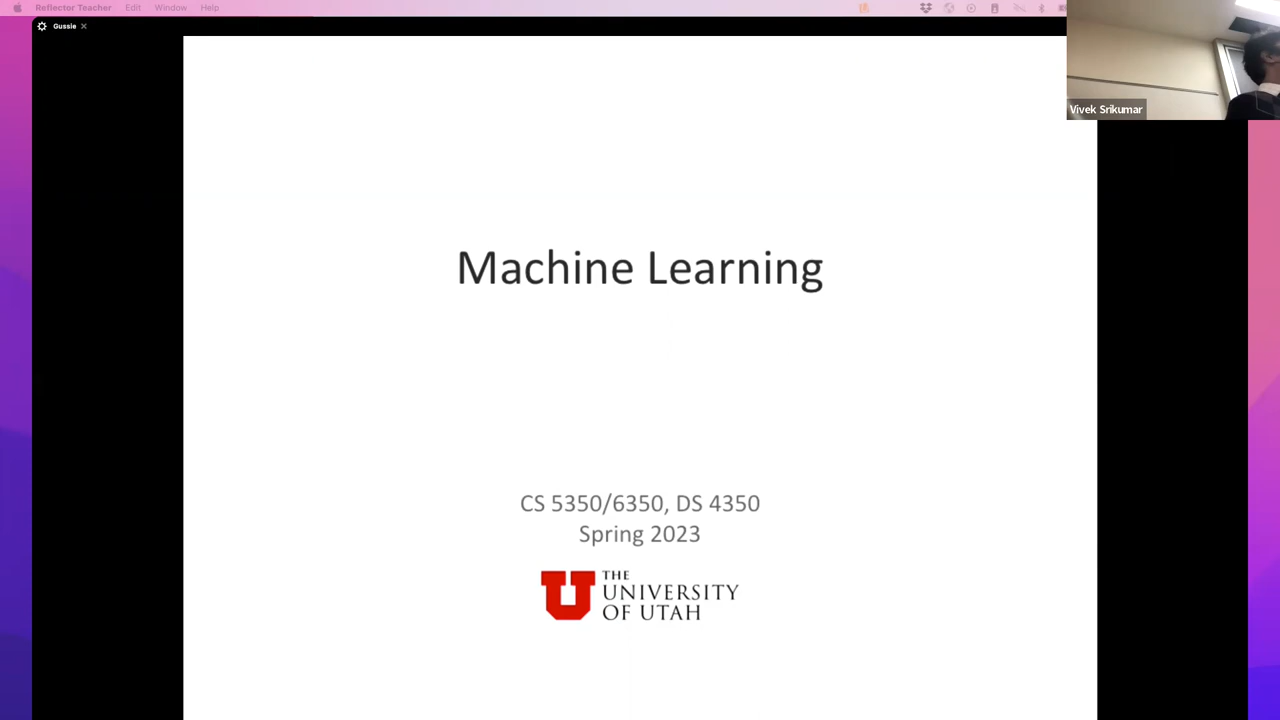 Reflector Teacher Edit Window Help
Gussie
Vivek Srikumar
Machine Learning
CS 5350/6350, DS 4350
Spring 2023
THE
UNIVERSITY
OF UTAH